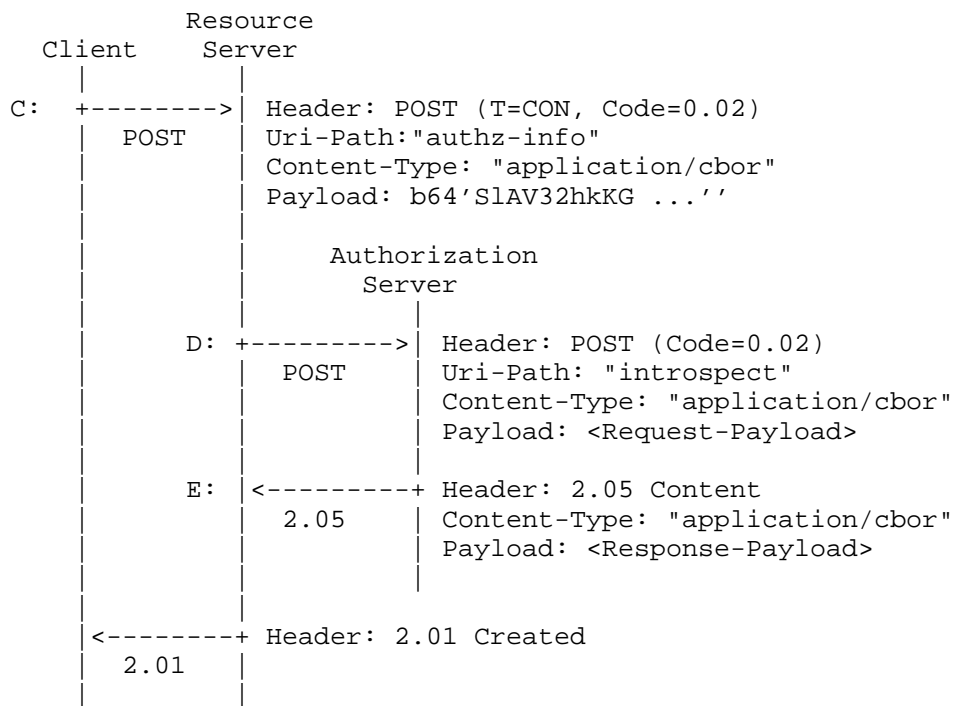 Resource
Client Server
C: POST Header: POST (T=CON, Code=0.02)
POST Uri-Path:"authz-info"
Content-Type: "application/cbor"
Payload: b64'SlAV32hkKG ...''
Authorization
Server
D: Header: POST (Code=0.02)
POST Uri-Path: "introspect"
Content-Type: "application/cbor"
Payload: <Request-Payload>
E: Header: 2.05 Content
2.05 Content-Type: "application/cbor"
Payload: <Response-Payload>
Header: 2.01 Created
2.01